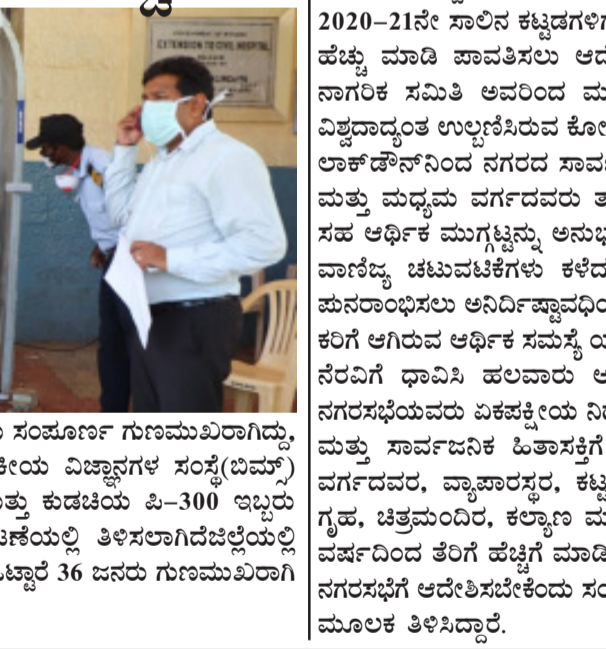 EXTENSION TO CIVIL HOSPITAL
ಸಂಪೂರ್ಣ ಗುಣಮುಖರಾಗಿದ್ದು,
ಕೀಯ ವಿಜ್ಞಾನಗಳ ಸಂಸ್ಥೆ(ಬಿಮ್ಸ್)
ಮತ್ತು ಕುಡಚಿಯ ಪಿ-300 ಇಬ್ಬರು
ಟಣೆಯಲ್ಲಿ ತಿಳಿಸಲಾಗಿದೆಜಿಲ್ಲೆಯಲ್ಲಿ
ಒಟ್ಟಾರೆ 36 ಜನರು ಗುಣಮುಖರಾಗಿ
2020-21ನೇ ಸಾಲಿನ ಕಟ್ಟಡಗಳಿಗ
ಹೆಚ್ಚು ಮಾಡಿ ಪಾವತಿಸಲು ಆದ
ನಾಗರಿಕ ಸಮಿತಿ ಅವರಿಂದ ಮ
ವಿಶ್ವದಾದ್ಯಂತ ಉಲ್ಬಣಿಸಿರುವ ಕೋ
ಲಾಕ್‌ಡೌನ್‌ನಿಂದ ನಗರದ ಸಾರ್ವ
ಮತ್ತು ಮಧ್ಯಮ ವರ್ಗದವರು ತ
ಸಹ ಆರ್ಥಿಕ ಮುಗ್ಗಟ್ಟನ್ನು ಅನುಭ
ವಾಣಿಜ್ಯ ಚಟುವಟಿಕೆಗಳು ಕಳೆದ
ಪುನರಾಂಭಿಸಲು ಅನಿರ್ದಿಷ್ಟಾವಧಿಂ
ಕರಿಗೆ ಆಗಿರುವ ಆರ್ಥಿಕ ಸಮಸ್ಯೆ ಯ
ನೆರವಿಗೆ ಧಾವಿಸಿ ಹಲವಾರು ಆ
ನಗರಸಭೆಯವರು ಏಕಪಕ್ಷೀಯ ನಿ
ಮತ್ತು ಸಾರ್ವಜನಿಕ ಹಿತಾಸಕ್ತಿಗೆ
ವರ್ಗದವರ, ವ್ಯಾಪಾರಸ್ಥರ, ಕಟ್ಟ
ಗೃಹ, ಚಿತ್ರಮಂದಿರ, ಕಲ್ಯಾಣ ಮ
ವರ್ಷದಿಂದ ತೆರಿಗೆ ಹೆಚ್ಚಿಗೆ ಮಾಡಿ
ನಗರಸಭೆಗೆ ಆದೇಶಿಸಬೇಕೆಂದು ಸಂ
ಮೂಲಕ ತಿಳಿಸಿದ್ದಾರೆ.